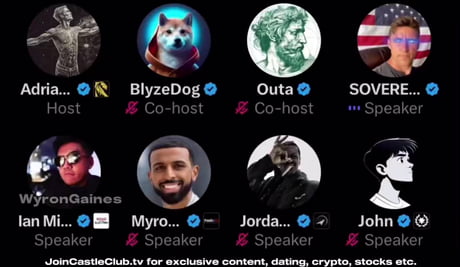 Adria...
BlyzeDog
Outa
SOVERE...
Host
Co-host
Co-host
Speaker
WyronGaines
Ian Mi...
Myro...
Jorda...
John
Speaker
Speaker
Speaker
Speaker
JoinCastleClub.tv for exclusive content, dating, crypto, stocks etc.